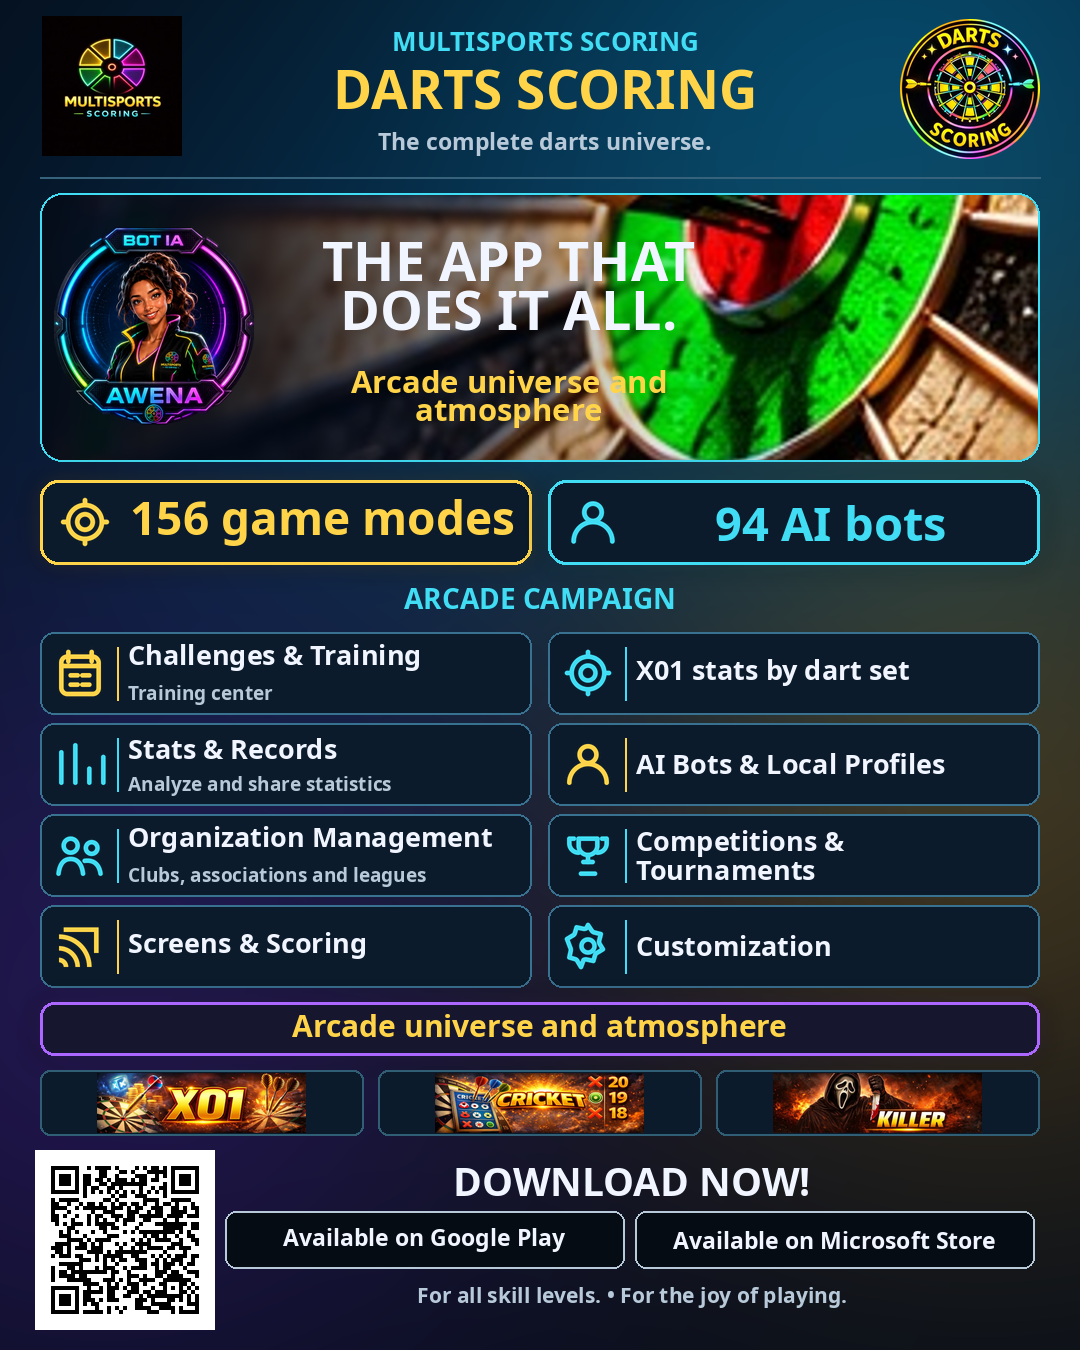 MULTISPORTS
SCORING
MULTISPORTS SCORING
DARTS SCORING
The complete darts universe.
DARTS
SCORING
BOT IA
AWENA
THE APP THAT
DOES IT ALL.
Arcade universe and
atmosphere
156 game modes
94 AI bots
ARCADE CAMPAIGN
Challenges & Training
Training center
X01 stats by dart set
Stats & Records
Analyze and share statistics
AI Bots & Local Profiles
Organization Management
Clubs, associations and leagues
Competitions &
Tournaments
Screens & Scoring
Customization
Arcade universe and atmosphere
X01
CRICKET
CRICKET
20
19
18
KILLER
DOWNLOAD NOW!
Available on Google Play
Available on Microsoft Store
For all skill levels. • For the joy of playing.